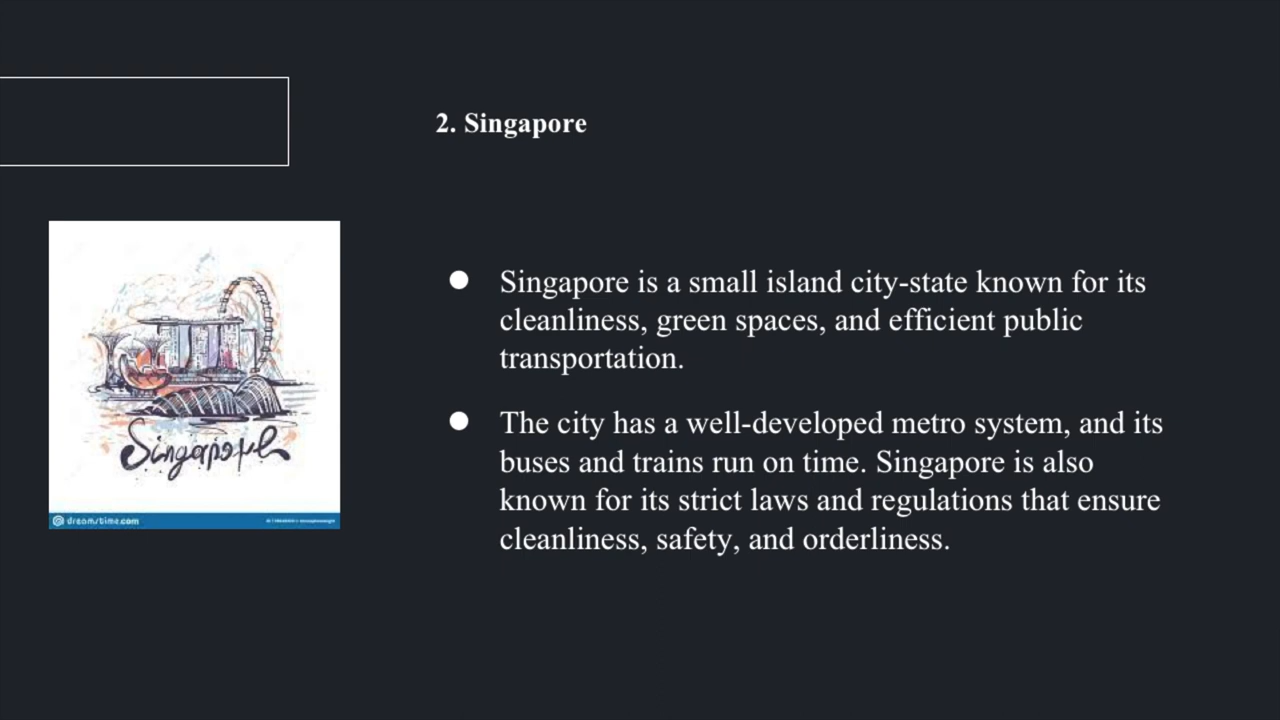 2. Singapore
Singapore is a small island city-state known for its
cleanliness, green spaces, and efficient public
transportation.
The city has a well-developed metro system, and its
buses and trains run on time. Singapore is also
known for its strict laws and regulations that ensure
cleanliness, safety, and orderliness.
Singapore
dreamstime.com